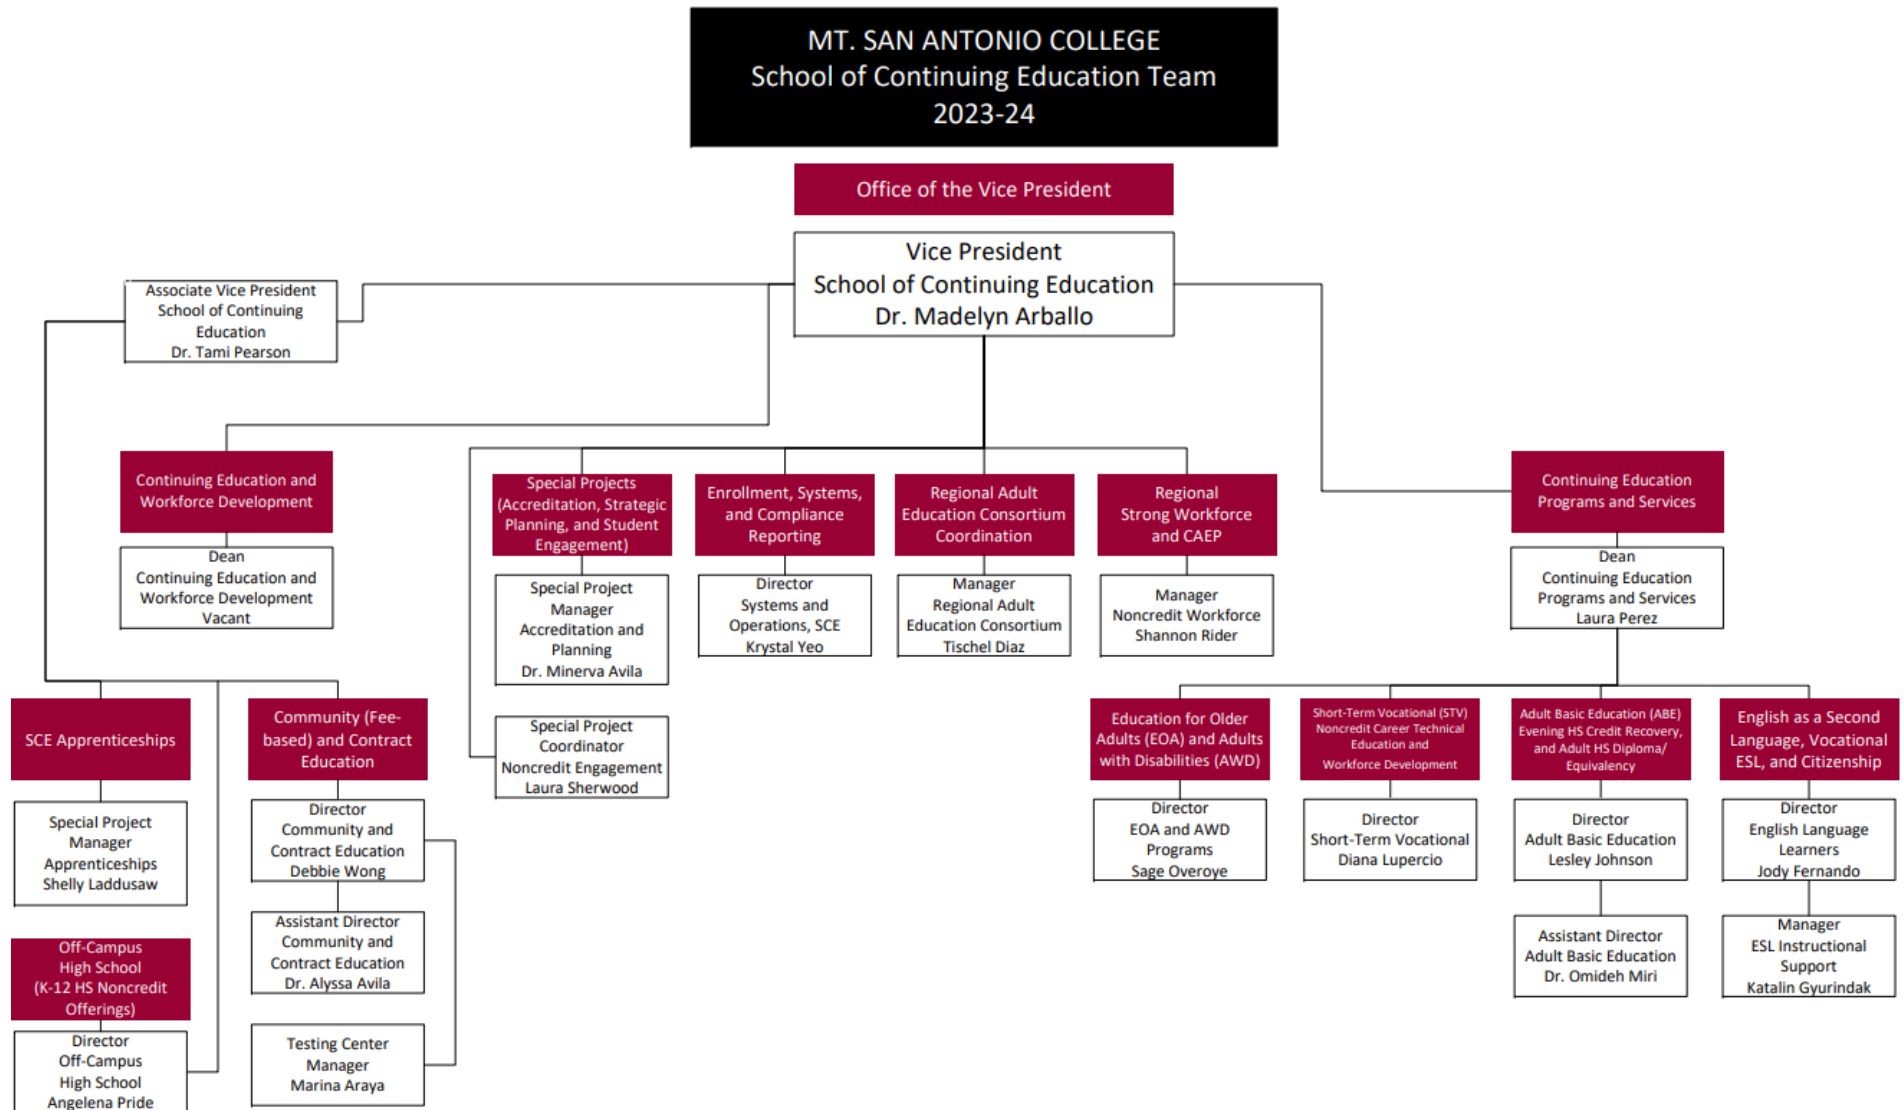 MT. SAN ANTONIO COLLEGE
School of Continuing Education Team
2023-24
Office of the Vice President
Vice President
School of Continuing Education
Dr. Madelyn Arballo
Associate Vice President
School of Continuing
Education
Dr. Tami Pearson
Continuing Education and
Workforce Development
Dean
Continuing Education and
Workforce Development
Vacant
Special Projects
(Accreditation, Strategic
Planning, and Student
Engagement)
Special Project
Manager
Accreditation and
Planning
Dr. Minerva Avila
Special Project
Coordinator
Noncredit Engagement
Laura Sherwood
Enrollment, Systems,
and Compliance
Reporting
Director
Systems and
Operations, SCE
Krystal Yeo
Regional Adult
Education Consortium
Coordination
Manager
Regional Adult
Education Consortium
Tischel Diaz
Regional
Strong Workforce
and CAEP
Manager
Noncredit Workforce
Shannon Rider
Continuing Education
Programs and Services
Dean
Continuing Education
Programs and Services
Laura Perez
SCE Apprenticeships
Special Project
Manager
Apprenticeships
Shelly Laddusaw
Off-Campus
High School
(K-12 HS Noncredit
Offerings)
Director
Off-Campus
High School
Angelena Pride
Community (Fee-
based) and Contract
Education
Director
Community and
Contract Education
Debbie Wong
Assistant Director
Community and
Contract Education
Dr. Alyssa Avila
Testing Center
Manager
Marina Araya
Education for Older
Adults (EOA) and Adults
with Disabilities (AWD)
Director
EOA and AWD
Programs
Sage Overoye
Short-Term Vocational (STV)
Noncredit Career Technical
Education and
Workforce Development
Director
Short-Term Vocational
Diana Lupercio
Adult Basic Education (ABE)
Evening HS Credit Recovery,
and Adult HS Diploma/
Equivalency
Director
Adult Basic Education
Lesley Johnson
Assistant Director
Adult Basic Education
Dr. Omideh Miri
English as a Second
Language, Vocational
ESL, and Citizenship
Director
English Language
Learners
Jody Fernando
Manager
ESL Instructional
Support
Katalin Gyurindak